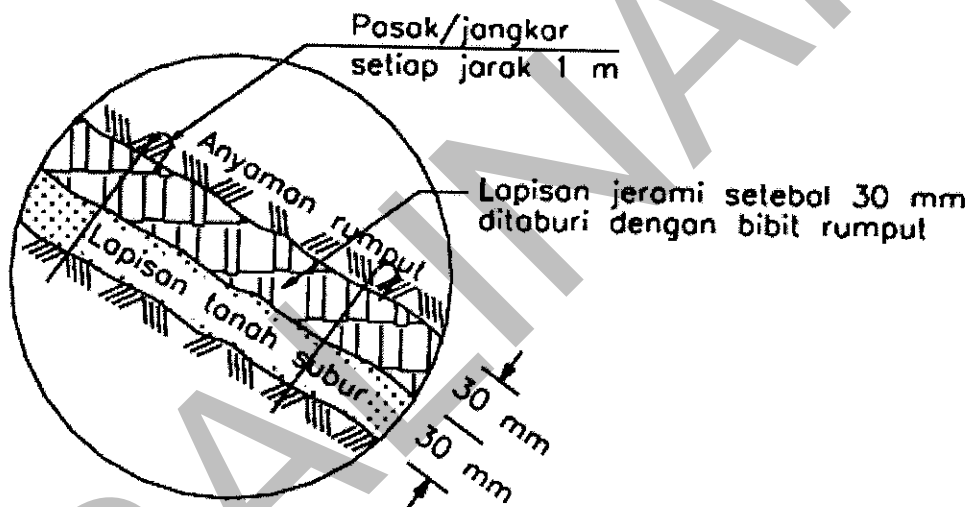 Pasak/jangkar
setiap jarak 1 m
Anyaman rumput
Lapisan jerami setebal 30 mm
ditaburi dengan bibit rumput
Lapisan tanah subur
30 mm
30 mm